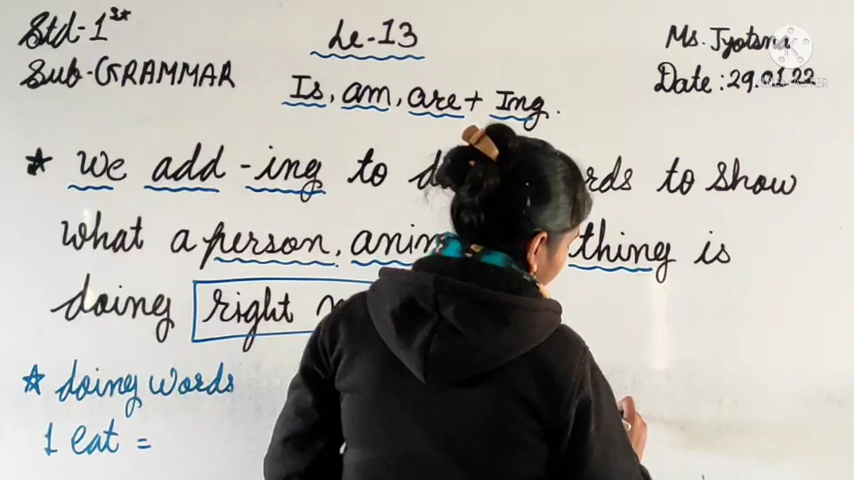 Std-1st
Sub-GRAMMAR
Le-13
Is, am, are + Ing.
Ms. Jyotsna
Date : 29.01.22
* We add -ing to to show
what a person, thing is
doing right
* doing words
1 eat =